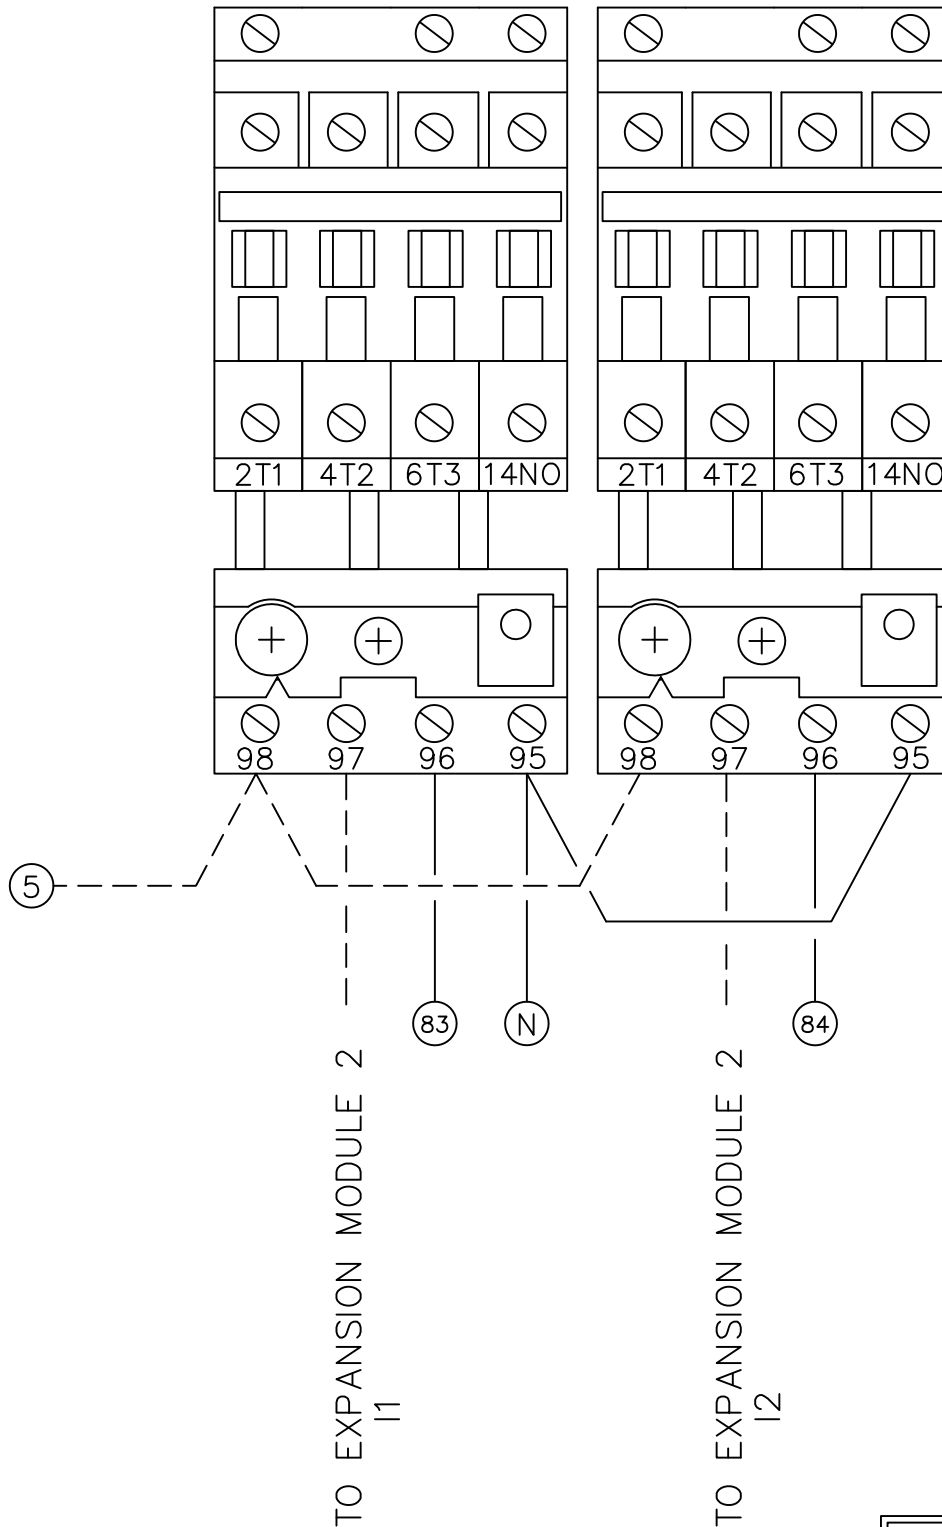 2T1 4T2 6T3 14NO 2T1 4T2 6T3 14NO
98 97 96 95 98 97 96 95
5
83 N 84
TO EXPANSION MODULE 2
I1
TO EXPANSION MODULE 2
I2